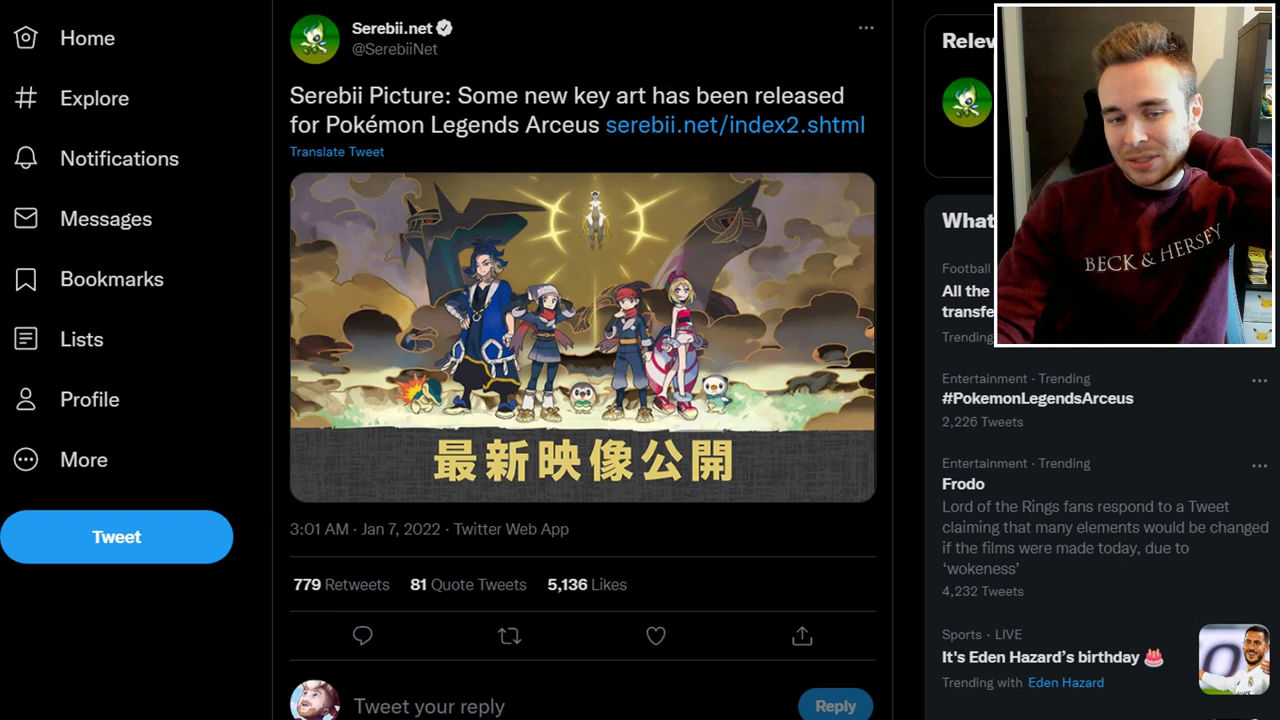 Home
Explore
Notifications
Messages
Bookmarks
Lists
Profile
More
Tweet
Serebii.net
@SerebiiNet
Serebii Picture: Some new key art has been released
for Pokémon Legends Arceus serebii.net/index2.shtml
Translate Tweet
最新映像公開
3:01 AM · Jan 7, 2022 · Twitter Web App
779 Retweets 81 Quote Tweets 5,136 Likes
Tweet your reply
Reply
Relev
What
Football
All the
transfe
Trending
Entertainment · Trending
#PokemonLegendsArceus
2,226 Tweets
Entertainment · Trending
Frodo
Lord of the Rings fans respond to a Tweet
claiming that many elements would be changed
if the films were made today, due to
‘wokeness’
4,232 Tweets
Sports · LIVE
It's Eden Hazard’s birthday 🎂
Trending with Eden Hazard
BECK & HERSEY